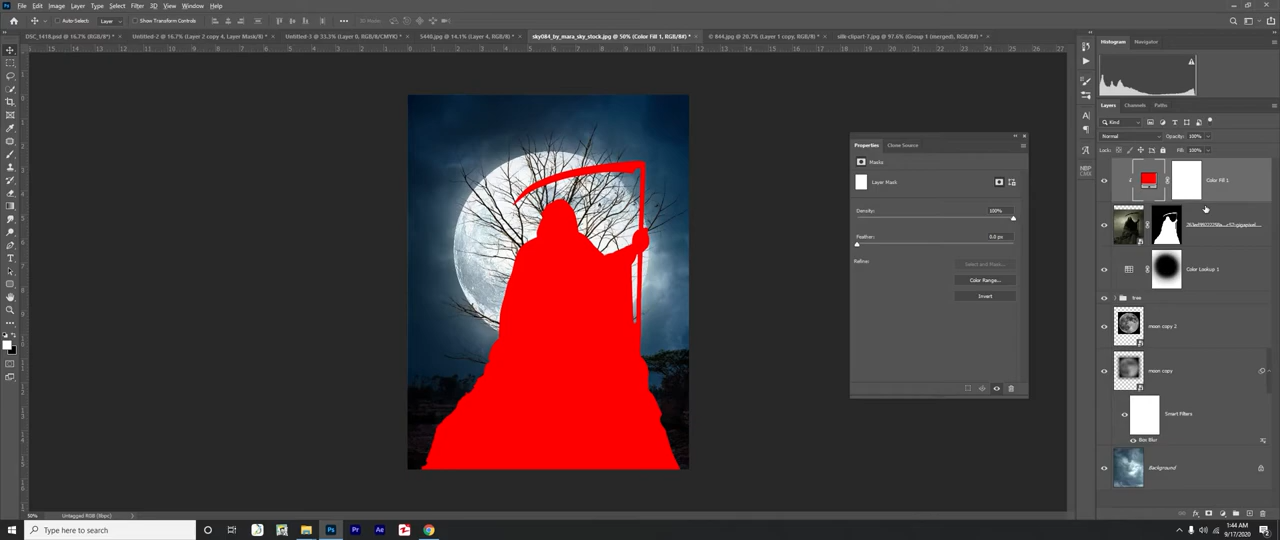 File Edit Image Layer Type Select Filter 3D View Window Help
Auto-Select: Layer Show Transform Controls 3D Mode:
DSC_1418.psd @ 16.7% (RGB/8*) * Untitled-2 @ 16.7% (Layer 2 copy 4, Layer Mask/8) * Untitled-3 @ 33.3% (Layer 0, RGB/CMYK) * 5440.jpg @ 14.1% (Layer 4, RGB/8) * sky084_by_mara_sky_stock.jpg @ 50% (Color Fill 1, RGB/8#) * © 844.jpg @ 26.7% (Layer 1 copy, RGB/8#) * silk-clipart-7.jpg @ 97.6% (Group 1 (merged), RGB/8#) *
Histogram Navigator
Layers Channels Paths
Kind
Normal Opacity: 100%
Lock: Fill: 100%
Properties Clone Source
Masks
Layer Mask
Density: 100%
Feather: 0.0 px
Refine:
Select and Mask...
Color Range...
Invert
Color Fill 1
Color Lookup 1
tree
moon copy 2
moon copy
Smart Filters
Box Blur
Background
NBP
50% Untitled RGB (8bpc)
Type here to search
1:44 AM
9/17/2020